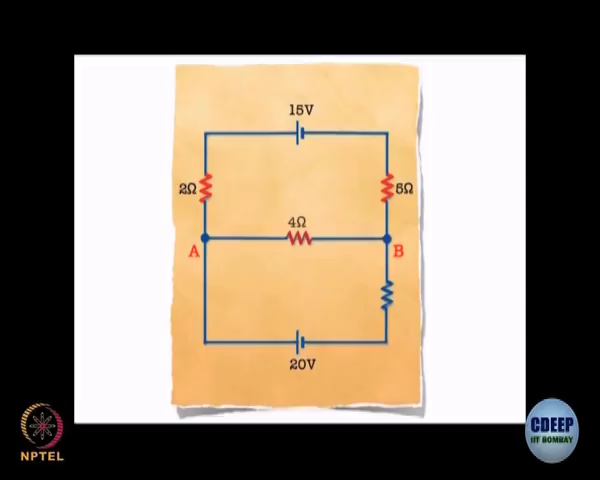 15V
2Ω
5Ω
4Ω
A
B
20V
NPTEL
CDEEP
IIT BOMBAY